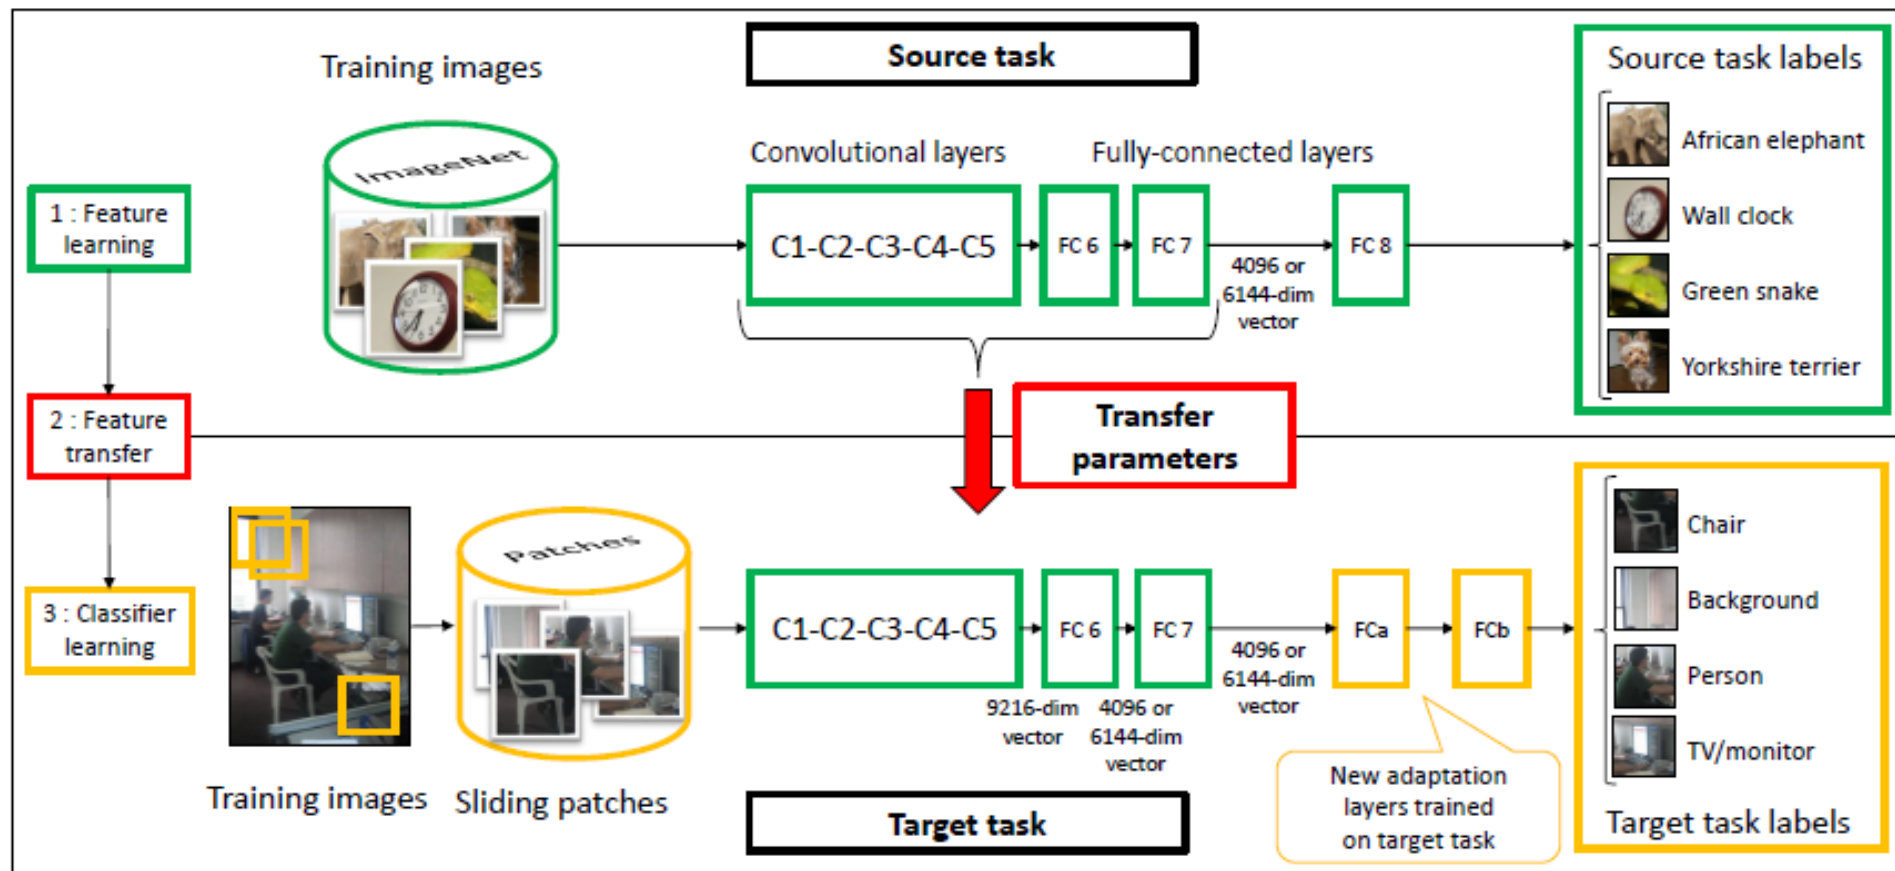 Source task
Training images
Source task labels
ImageNet
Convolutional layers
Fully-connected layers
African elephant
Wall clock
Green snake
Yorkshire terrier
1 : Feature
learning
C1-C2-C3-C4-C5
FC 6
FC 7
4096 or
6144-dim
vector
FC 8
2 : Feature
transfer
Transfer
parameters
3 : Classifier
learning
Training images
Patches
Sliding patches
C1-C2-C3-C4-C5
9216-dim
vector
FC 6
4096 or
6144-dim
vector
FC 7
4096 or
6144-dim
vector
FCa
FCb
New adaptation
layers trained
on target task
Chair
Background
Person
TV/monitor
Target task labels
Target task